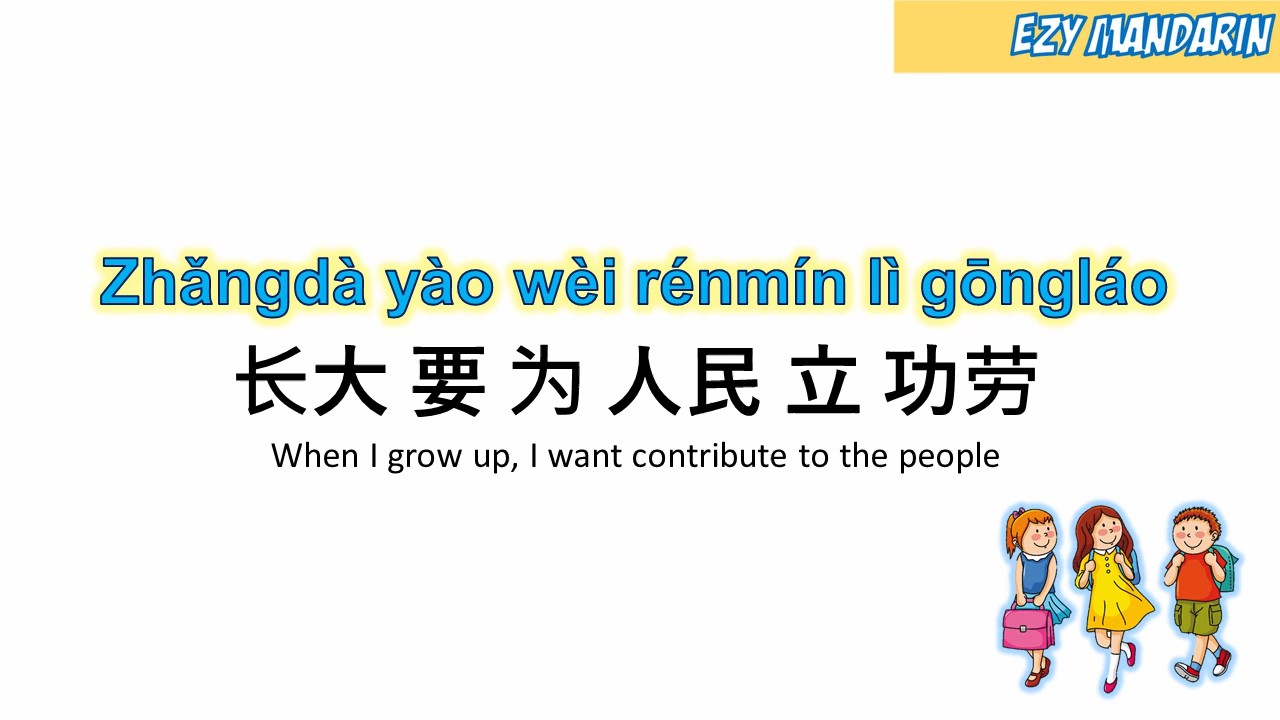 EZY MANDARIN
Zhǎngdà yào wèi rénmín lì gōngláo
长大 要 为 人民 立 功劳
When I grow up, I want contribute to the people